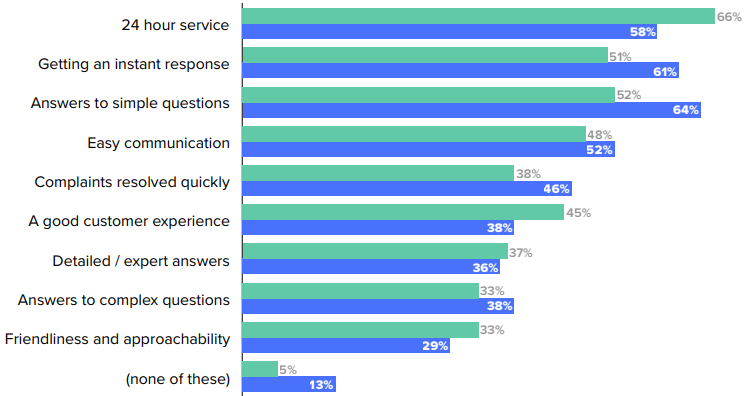 24 hour service
66%
58%
Getting an instant response
51%
61%
Answers to simple questions
52%
64%
Easy communication
48%
52%
Complaints resolved quickly
38%
46%
A good customer experience
45%
38%
Detailed / expert answers
37%
36%
Answers to complex questions
33%
38%
Friendliness and approachability
33%
29%
(none of these)
5%
13%